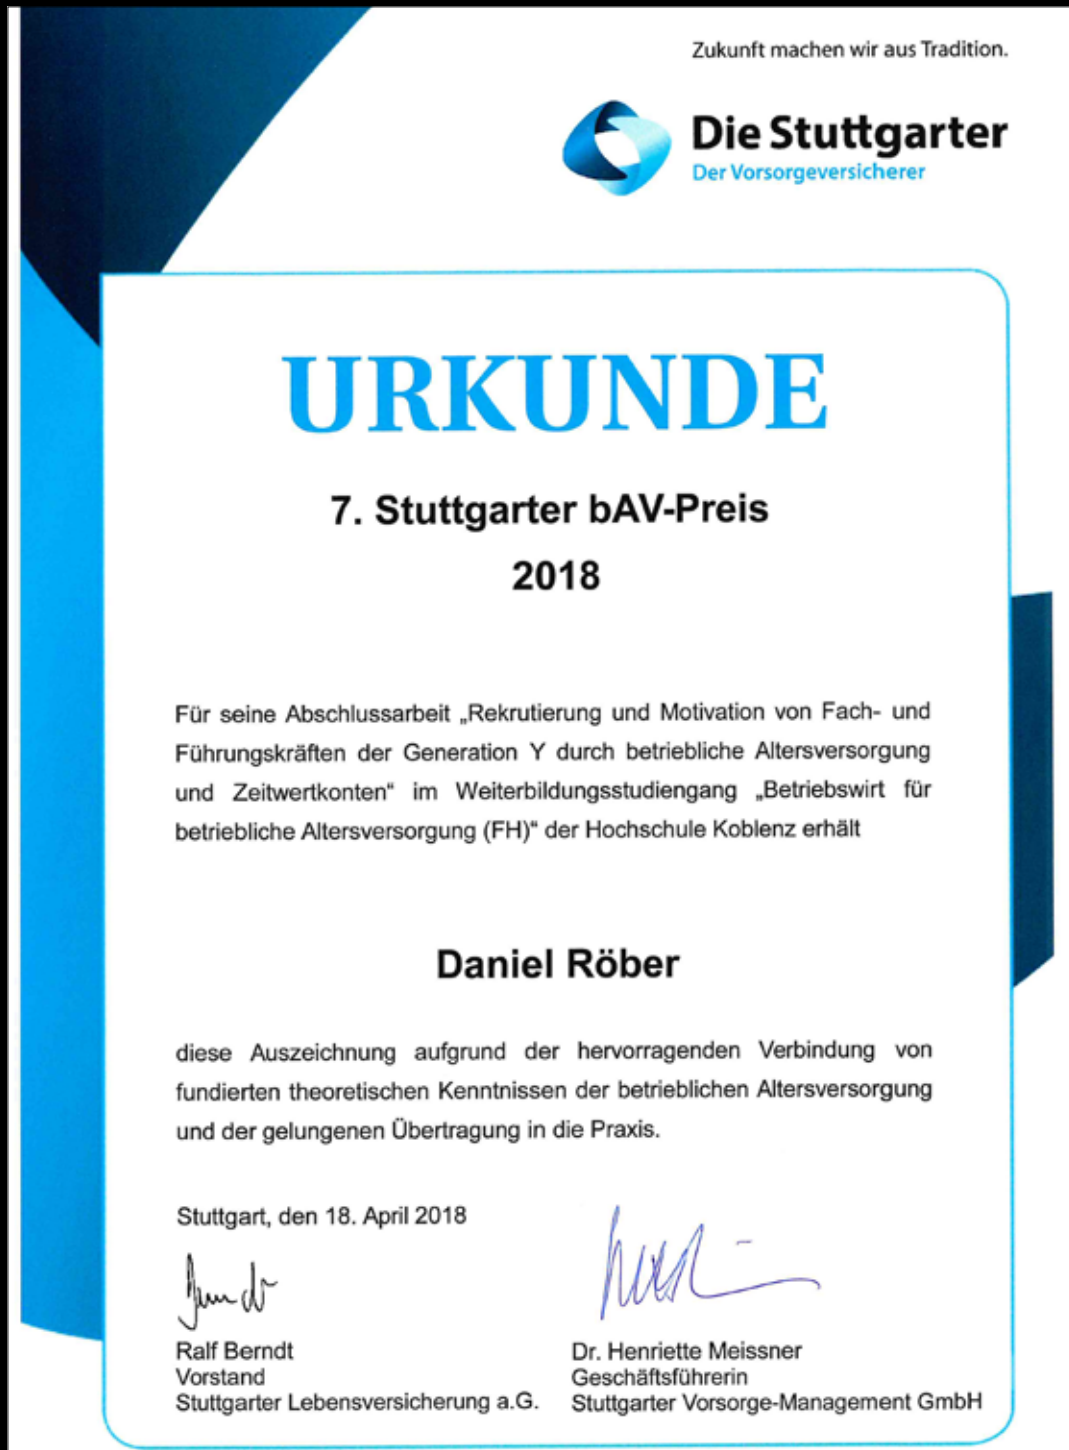 Zukunft machen wir aus Tradition.
Die Stuttgarter
Der Vorsorgeversicherer
URKUNDE
7. Stuttgarter bAV-Preis
2018
Für seine Abschlussarbeit „Rekrutierung und Motivation von Fach- und
Führungskräften der Generation Y durch betriebliche Altersversorgung
und Zeitwertkonten“ im Weiterbildungsstudiengang „Betriebswirt für
betriebliche Altersversorgung (FH)“ der Hochschule Koblenz erhält
Daniel Röber
diese Auszeichnung aufgrund der hervorragenden Verbindung von
fundierten theoretischen Kenntnissen der betrieblichen Altersversorgung
und der gelungenen Übertragung in die Praxis.
Stuttgart, den 18. April 2018
Ralf Berndt
Vorstand
Stuttgarter Lebensversicherung a.G.
Dr. Henriette Meissner
Geschäftsführerin
Stuttgarter Vorsorge-Management GmbH